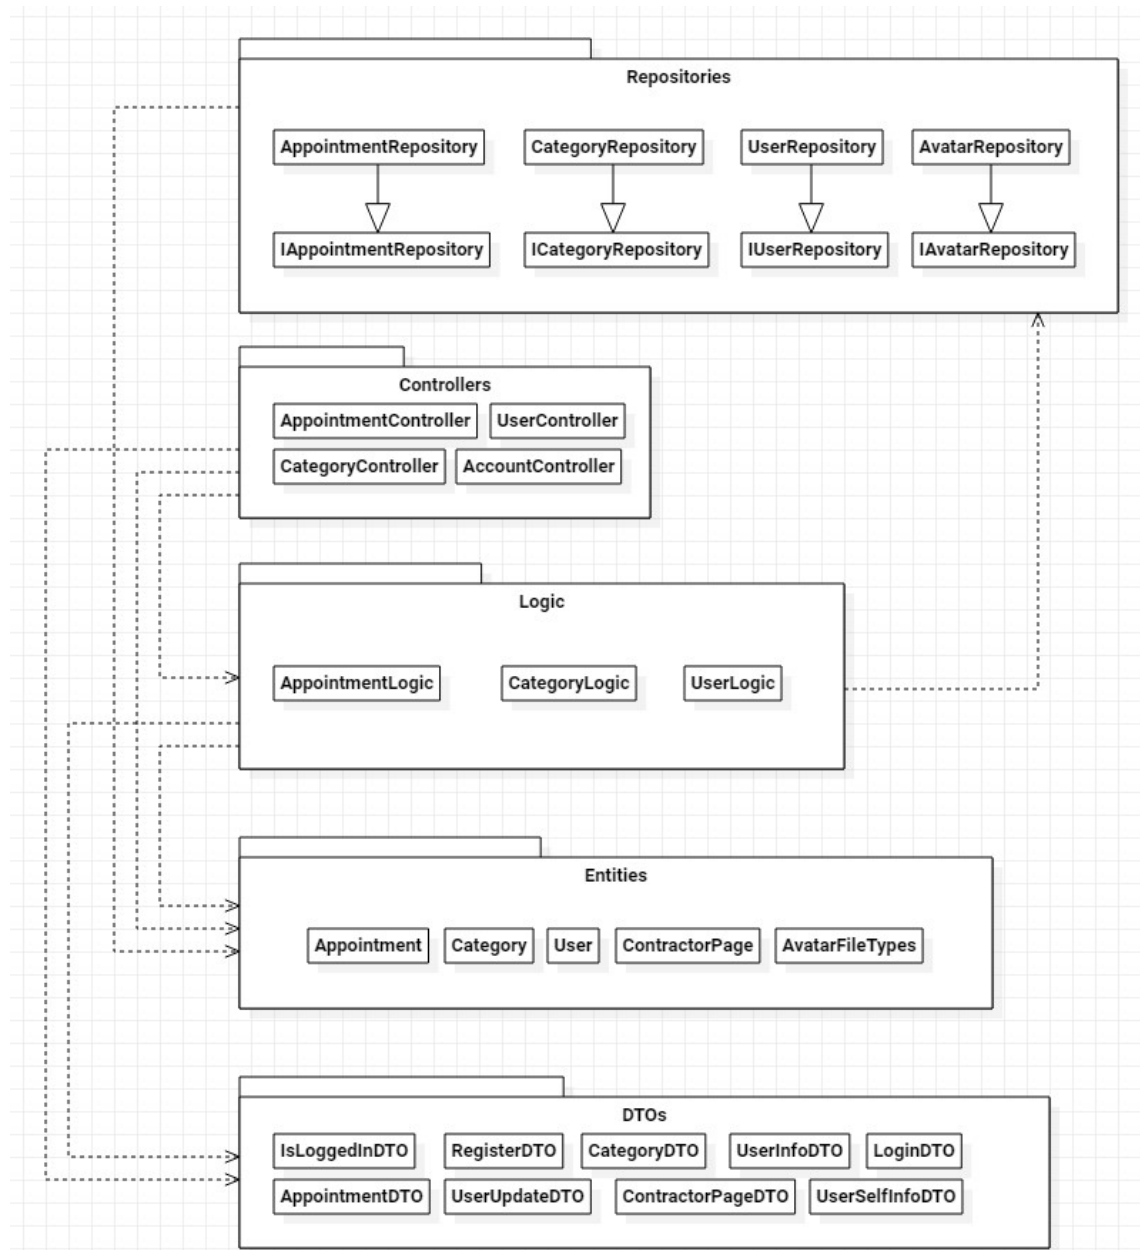 Repositories
AppointmentRepository CategoryRepository UserRepository AvatarRepository
IAppointmentRepository ICategoryRepository IUserRepository IAvatarRepository
Controllers
AppointmentController UserController
CategoryController AccountController
Logic
AppointmentLogic CategoryLogic UserLogic
Entities
Appointment Category User ContractorPage AvatarFileTypes
DTOs
IsLoggedInDTO RegisterDTO CategoryDTO UserInfoDTO LoginDTO
AppointmentDTO UserUpdateDTO ContractorPageDTO UserSelfInfoDTO